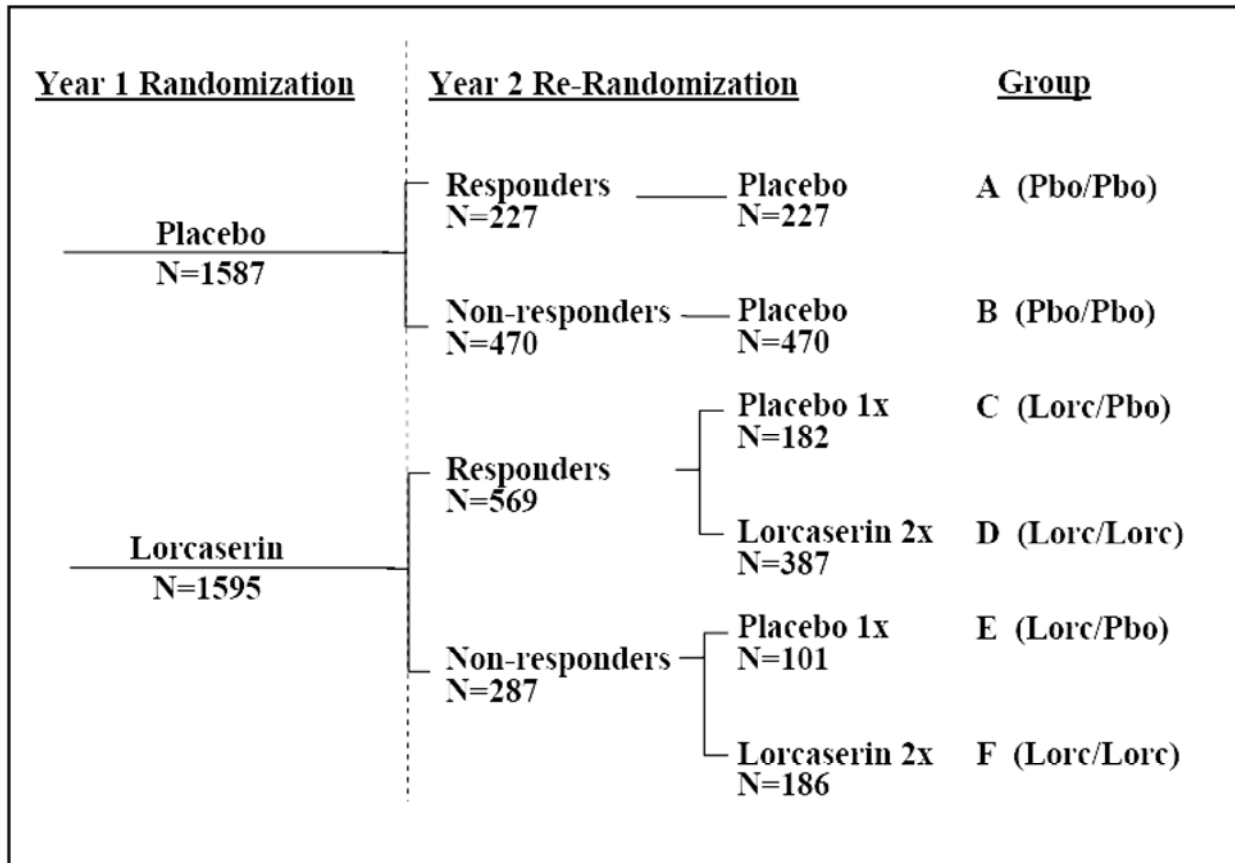 Year 1 Randomization Year 2 Re-Randomization Group
Responders Placebo A (Pbo/Pbo)
N=227 N=227
Placebo
N=1587
Non-responders Placebo B (Pbo/Pbo)
N=470 N=470
Placebo 1x C (Lorc/Pbo)
N=182
Responders
N=569
Lorcaserin 2x D (Lorc/Lorc)
N=387
Lorcaserin
N=1595
Placebo 1x E (Lorc/Pbo)
N=101
Non-responders
N=287
Lorcaserin 2x F (Lorc/Lorc)
N=186